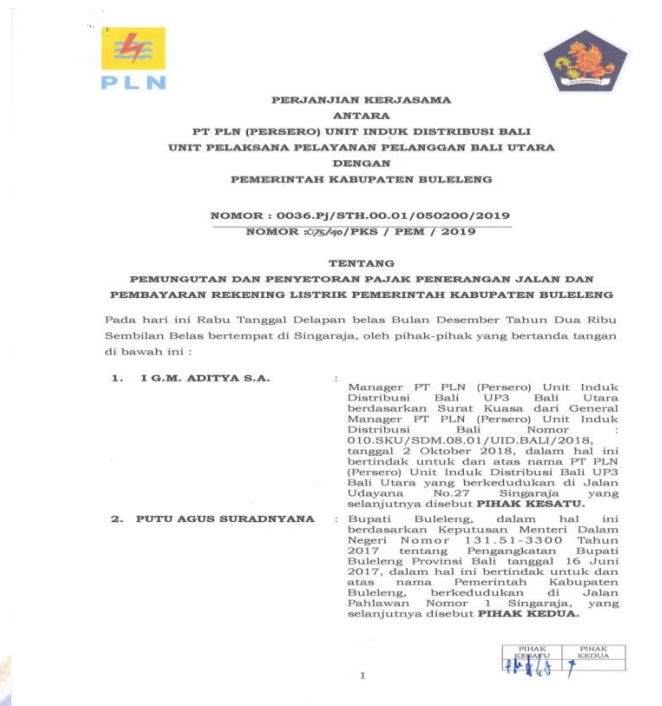 PLN
PERJANJIAN KERJASAMA
ANTARA
PT PLN (PERSERO) UNIT INDUK DISTRIBUSI BALI
UNIT PELAKSANA PELAYANAN PELANGGAN BALI UTARA
DENGAN
PEMERINTAH KABUPATEN BULELENG
NOMOR : 0036.Pj/STH.00.01/050200/2019
NOMOR :075/40/PKS / PEM / 2019
TENTANG
PEMUNGUTAN DAN PENYETORAN PAJAK PENERANGAN JALAN DAN
PEMBAYARAN REKENING LISTRIK PEMERINTAH KABUPATEN BULELENG
Pada hari ini Rabu Tanggal Delapan belas Bulan Desember Tahun Dua Ribu
Sembilan Belas bertempat di Singaraja, oleh pihak-pihak yang bertanda tangan
di bawah ini :
1. I G.M. ADITYA S.A. :
Manager PT PLN (Persero) Unit Induk
Distribusi Bali UP3 Bali Utara
berdasarkan Surat Kuasa dari General
Manager PT PLN (Persero) Unit Induk
Distribusi Bali Nomor :
010.SKU/SDM.08.01/UID.BALI/2018,
tanggal 2 Oktober 2018, dalam hal ini
bertindak untuk dan atas nama PT PLN
(Persero) Unit Induk Distribusi Bali UP3
Bali Utara yang berkedudukan di Jalan
Udayana No.27 Singaraja yang
selanjutnya disebut PIHAK KESATU.
2. PUTU AGUS SURADNYANA : Bupati Buleleng, dalam hal ini
berdasarkan Keputusan Menteri Dalam
Negeri Nomor 131.51-3300 Tahun
2017 tentang Pengangkatan Bupati
Buleleng Provinsi Bali tanggal 16 Juni
2017, dalam hal ini bertindak untuk dan
atas nama Pemerintah Kabupaten
Buleleng, berkedudukan di Jalan
Pahlawan Nomor 1 Singaraja, yang
selanjutnya disebut PIHAK KEDUA.
PIHAK KESATU
PIHAK KEDUA
1